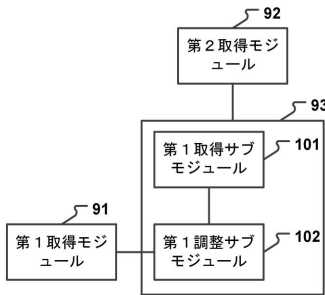 92
第２取得モジ
ュール
93
第１取得サブ
モジュール
101
91
第１取得モジ
ュール
第１調整サブ
モジュール
102